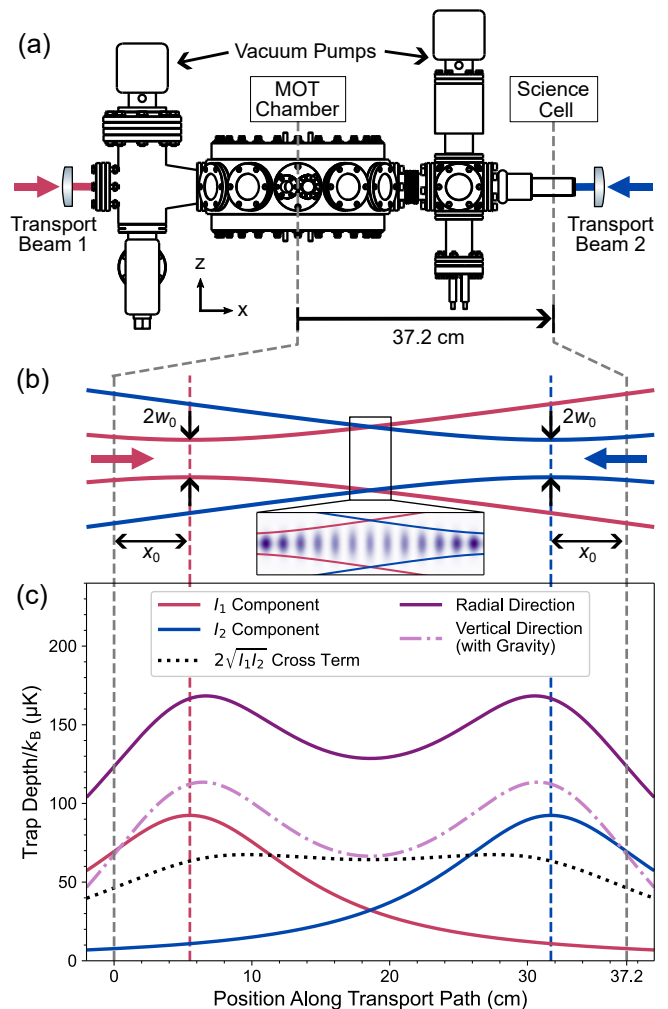 (a)
Vacuum Pumps
MOT
Chamber
Science
Cell
Transport
Beam 1
Transport
Beam 2
z
x
37.2 cm
(b)
2w₀
2w₀
x₀
x₀
(c)
I₁ Component
I₂ Component
2√I₁I₂ Cross Term
Radial Direction
Vertical Direction
(with Gravity)
Trap Depth/k_B (µK)
200
150
100
50
0
0
10
20
30
37.2
Position Along Transport Path (cm)